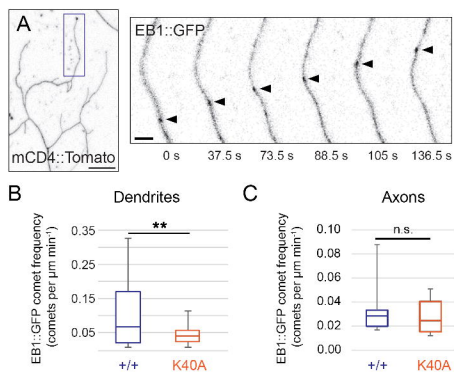 A
EB1::GFP
mCD4::Tomato
0 s 37.5 s 73.5 s 88.5 s 105 s 136.5 s
B Dendrites
**
EB1::GFP comet frequency
(comets per µm min⁻¹)
0.35
0.25
0.15
0.05
+/+ K40A
C Axons
n.s.
EB1::GFP comet frequency
(comets per µm min⁻¹)
0.10
0.08
0.06
0.04
0.02
0.00
+/+ K40A